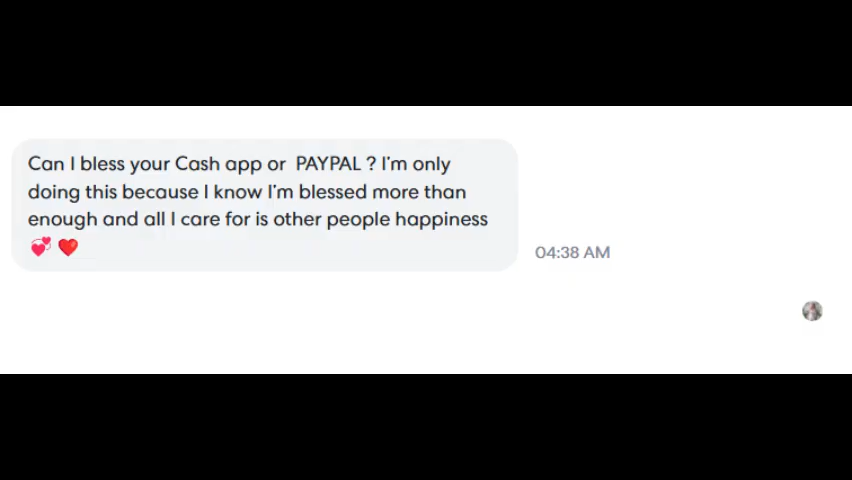 Can I bless your Cash app or  PAYPAL ? I'm only
doing this because I know I'm blessed more than
enough and all I care for is other people happiness
💞 ❤️
04:38 AM